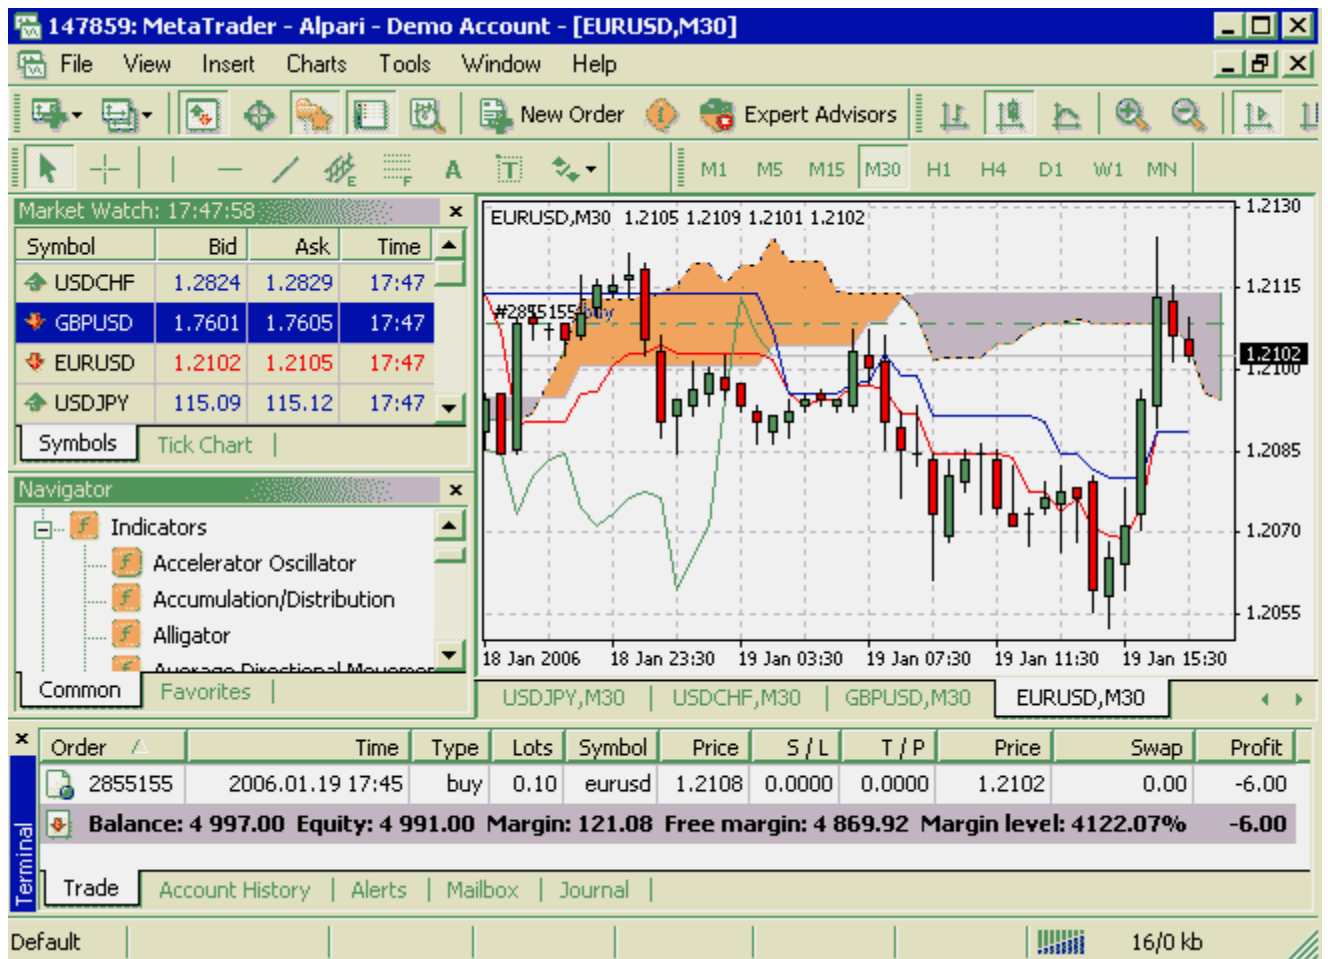 147859: MetaTrader - Alpari - Demo Account - [EURUSD,M30]
File View Insert Charts Tools Window Help
New Order Expert Advisors
E F A T M1 M5 M15 M30 H1 H4 D1 W1 MN
Market Watch: 17:47:58
Symbol Bid Ask Time
USDCHF 1.2824 1.2829 17:47
GBPUSD 1.7601 1.7605 17:47
EURUSD 1.2102 1.2105 17:47
USDJPY 115.09 115.12 17:47
Symbols Tick Chart
Navigator
Indicators
Accelerator Oscillator
Accumulation/Distribution
Alligator
Average Directional Movemen
Common Favorites
EURUSD,M30 1.2105 1.2109 1.2101 1.2102
#2855155 buy
1.2130
1.2115
1.2102
1.2100
1.2085
1.2070
1.2055
18 Jan 2006 18 Jan 23:30 19 Jan 03:30 19 Jan 07:30 19 Jan 11:30 19 Jan 15:30
USDJPY,M30 USDCHF,M30 GBPUSD,M30 EURUSD,M30
Order Time Type Lots Symbol Price S / L T / P Price Swap Profit
2855155 2006.01.19 17:45 buy 0.10 eurusd 1.2108 0.0000 0.0000 1.2102 0.00 -6.00
Balance: 4 997.00 Equity: 4 991.00 Margin: 121.08 Free margin: 4 869.92 Margin level: 4122.07% -6.00
Terminal
Trade Account History Alerts Mailbox Journal
Default 16/0 kb